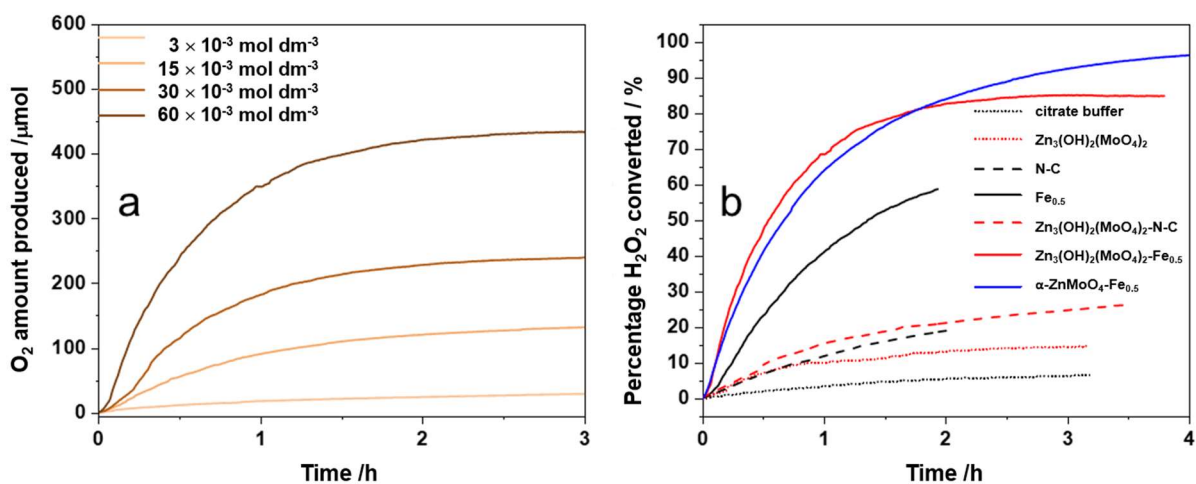 600
500
400
300
200
100
0
O₂ amount produced /μmol
3 × 10⁻³ mol dm⁻³
15 × 10⁻³ mol dm⁻³
30 × 10⁻³ mol dm⁻³
60 × 10⁻³ mol dm⁻³
a
0 1 2 3
Time /h
100
90
80
70
60
50
40
30
20
10
0
Percentage H₂O₂ converted / %
citrate buffer
Zn₃(OH)₂(MoO₄)₂
N-C
Fe₀.₅
Zn₃(OH)₂(MoO₄)₂-N-C
Zn₃(OH)₂(MoO₄)₂-Fe₀.₅
α-ZnMoO₄-Fe₀.₅
b
0 1 2 3 4
Time /h